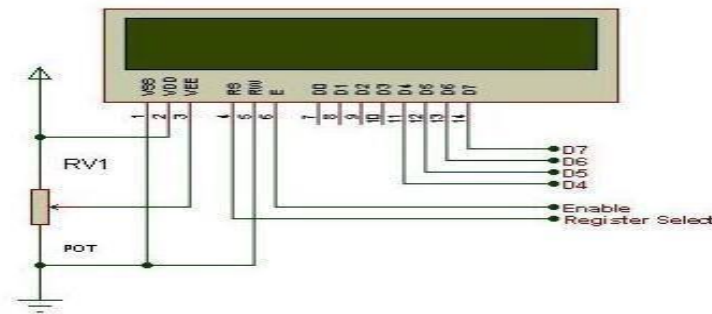 VSS VDD VEE RS RW E D0 D1 D2 D3 D4 D5 D6 D7
1 2 3 4 5 6 7 8 9 10 11 12 13 14
D7
D6
D5
D4
RV1
Enable
Register Select
POT